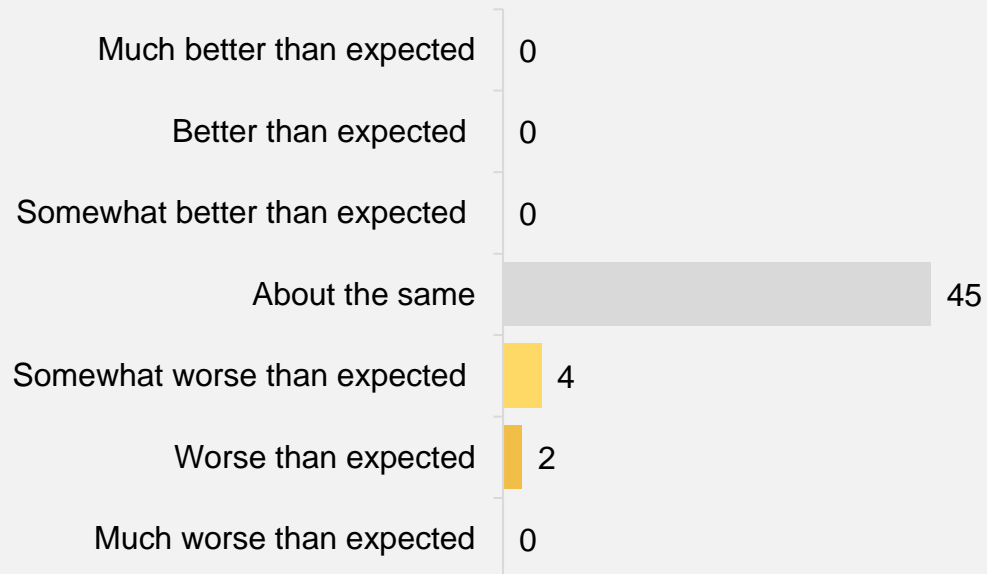 Much better than expected 0
Better than expected 0
Somewhat better than expected 0
About the same 45
Somewhat worse than expected 4
Worse than expected 2
Much worse than expected 0